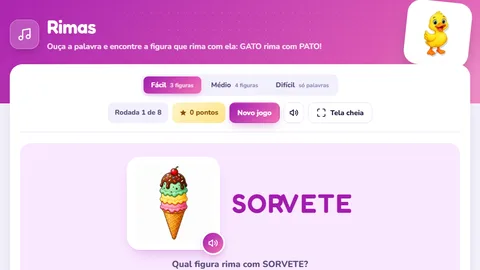 Rimas
Ouça a palavra e encontre a figura que rima com ela: GATO rima com PATO!
Fácil 3 figuras Médio 4 figuras Difícil só palavras
Rodada 1 de 8 ★ 0 pontos Novo jogo Tela cheia
SORVETE
Qual figura rima com SORVETE?